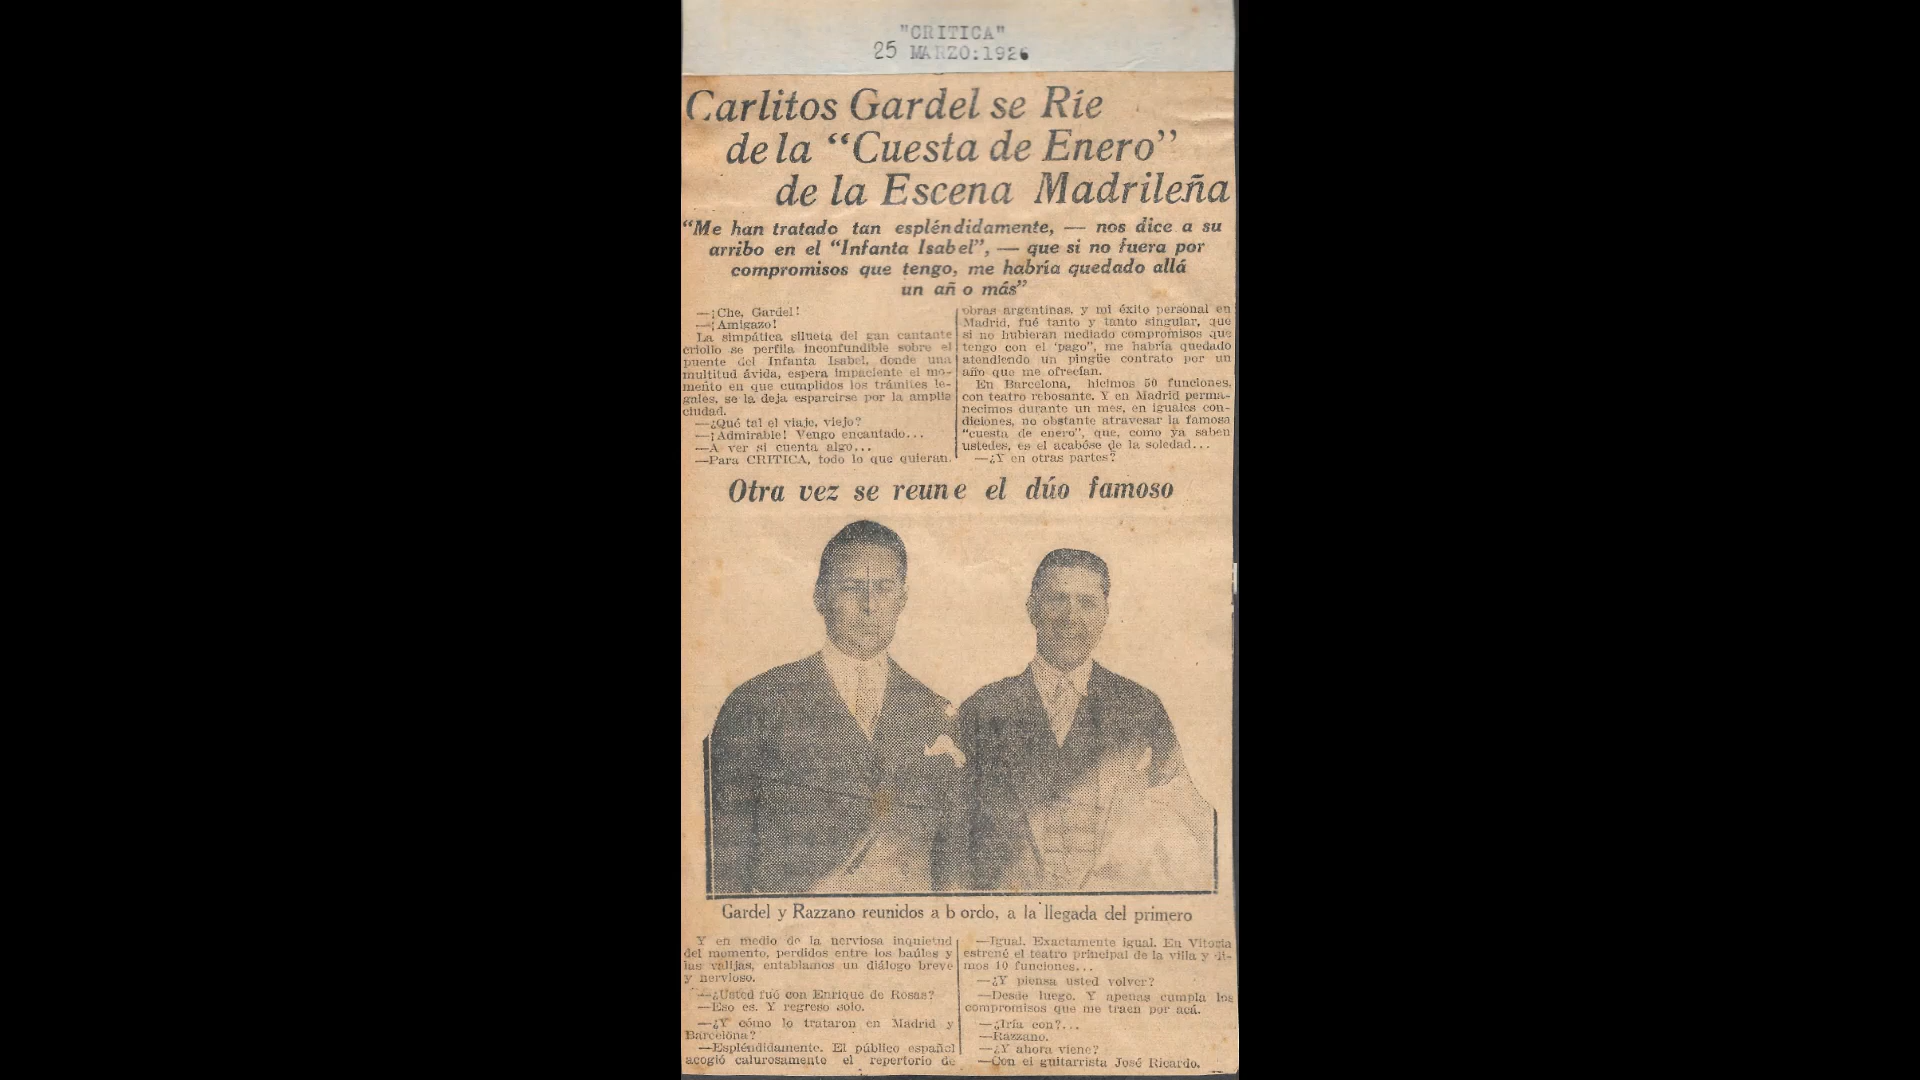 "CRITICA"
25 MARZO:1926
Carlitos Gardel se Ríe
de la “Cuesta de Enero”
de la Escena Madrileña
“Me han tratado tan espléndidamente, — nos dice a su
arribo en el “Infanta Isabel”, — que si no fuera por
compromisos que tengo, me habría quedado allá
un añ o más”
—¡Che, Gardel!
—¡Amigazo!
La simpática silueta del gan cantante
criollo se perfila inconfundible sobre el
puente del Infanta Isabel, donde una
multitud ávida, espera impaciente el mo-
mento en que cumplidos los trámites le-
gales, se la deja esparcirse por la amplia
ciudad.
—¿Qué tal el viaje, viejo?
—¡Admirable! Vengo encantado...
—A ver si cuenta algo...
—Para CRITICA, todo lo que quieran.
obras argentinas, y mi éxito personal en
Madrid, fué tanto y tanto singular, que
si no hubieran mediado compromisos que
tengo con el ‘pago”, me habría quedado
atendiendo un pingüe contrato por un
año que me ofrecían.
En Barcelona, hicimos 50 funciones,
con teatro rebosante. Y en Madrid perma-
necimos durante un mes, en iguales con-
diciones, no obstante atravesar la famosa
“cuesta de enero”, que, como ya saben
ustedes, es el acabóse de la soledad...
—¿Y en otras partes?
Otra vez se reune el dúo famoso
Gardel y Razzano reunidos a b ordo, a la llegada del primero
Y en medio de la nerviosa inquietud
del momento, perdidos entre los baúles y
las valijas, entablamos un diálogo breve
y nervioso.
—¿Usted fué con Enrique de Rosas?
—Eso es. Y regreso solo.
—¿Y cómo lo trataron en Madrid y
Barcelona?
—Espléndidamente. El público español
acogió calurosamente el repertorio de
—Igual. Exactamente igual. En Vitoria
estrené el teatro principal de la villa y di-
mos 10 funciones...
—¿Y piensa usted volver?
—Desde luego. Y apenas cumpla los
compromisos que me traen por acá.
—¿Iría con?...
—Razzano.
—¿Y ahora viene?
—Con el guitarrista José Ricardo.